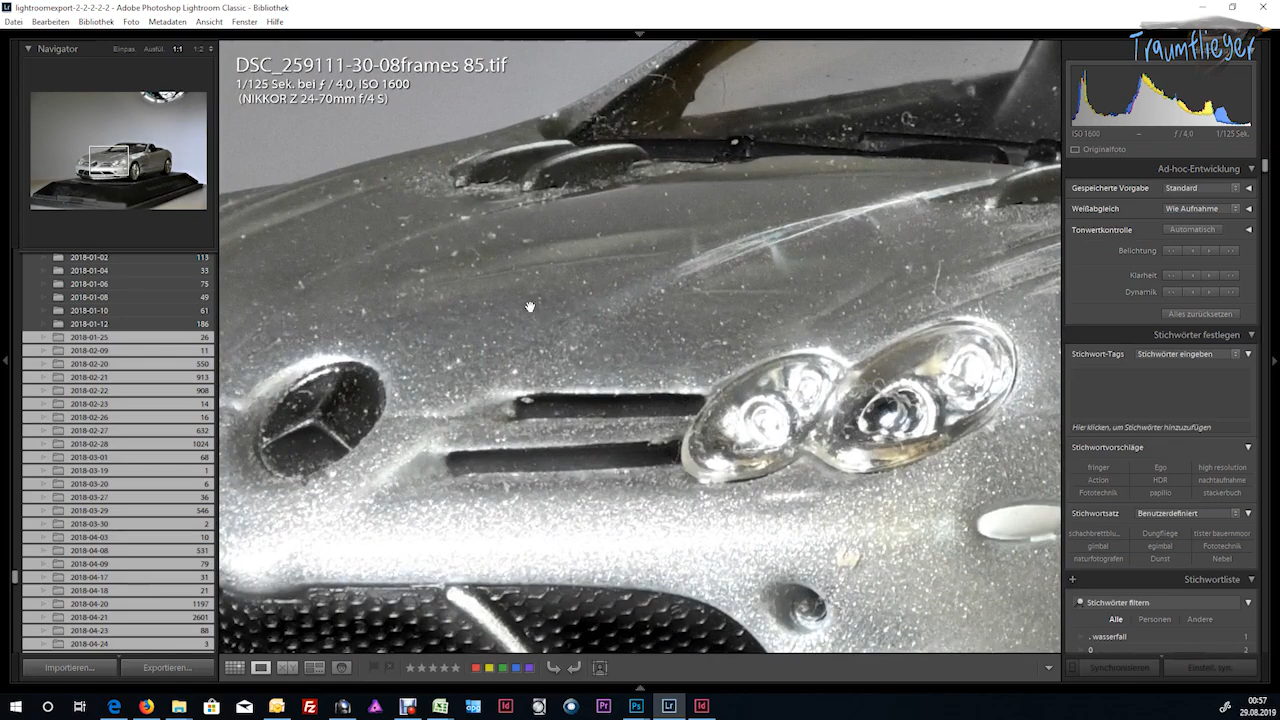 lightroomexport-2-2-2-2-2 - Adobe Photoshop Lightroom Classic - Bibliothek
Datei Bearbeiten Bibliothek Foto Metadaten Ansicht Fenster Hilfe
Traumflieger
Navigator Einpas. Ausfül. 1:1 1:2
DSC_259111-30-08frames 85.tif
1/125 Sek. bei ƒ / 4,0, ISO 1600
(NIKKOR Z 24-70mm f/4 S)
2018-01-02 113
2018-01-04 33
2018-01-06 75
2018-01-08 49
2018-01-10 61
2018-01-12 186
2018-01-25 26
2018-02-09 11
2018-02-20 550
2018-02-21 913
2018-02-22 908
2018-02-23 14
2018-02-26 16
2018-02-27 632
2018-02-28 1024
2018-03-01 68
2018-03-19 1
2018-03-20 6
2018-03-27 36
2018-03-29 546
2018-03-30 2
2018-04-03 10
2018-04-08 531
2018-04-09 79
2018-04-17 31
2018-04-18 21
2018-04-20 1197
2018-04-21 2601
2018-04-23 88
2018-04-24 3
Importieren... Exportieren...
ISO 1600 – ƒ / 4,0 1/125 Sek.
Originalfoto
Ad-hoc-Entwicklung
Gespeicherte Vorgabe Standard
Weißabgleich Wie Aufnahme
Tonwertkontrolle Automatisch
Belichtung
Klarheit
Dynamik
Alles zurücksetzen
Stichwörter festlegen
Stichwort-Tags Stichwörter eingeben
Hier klicken, um Stichwörter hinzuzufügen
Stichwortvorschläge
fringer Ego high resolution
Action HDR nachtaufnahme
Fototechnik papilio stackerbuch
Stichwortsatz Benutzerdefiniert
schachbrettblu... Dungfliege tister bauernmoor
gimbal egimbal Fototechnik
naturfotografen Dunst Nebel
+ Stichwortliste
Stichwörter filtern
Alle Personen Andere
. wasserfall 1
0 2
Synchronisieren Einstell. syn.
00:57
29.08.2019